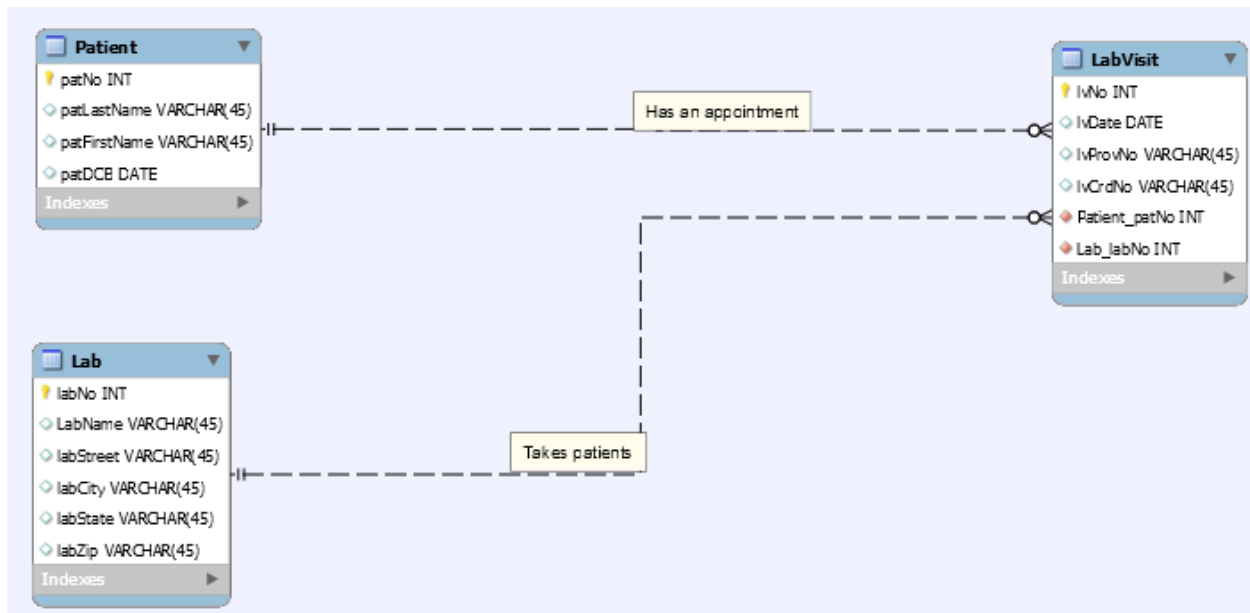 Patient
patNo INT
patLastName VARCHAR(45)
patFirstName VARCHAR(45)
patDOB DATE
Indexes
Has an appointment
LabVisit
lvNo INT
lvDate DATE
lvProvNo VARCHAR(45)
lvOrdNo VARCHAR(45)
Patient_patNo INT
Lab_labNo INT
Indexes
Lab
labNo INT
LabName VARCHAR(45)
labStreet VARCHAR(45)
labCity VARCHAR(45)
labState VARCHAR(45)
labZip VARCHAR(45)
Indexes
Takes patients